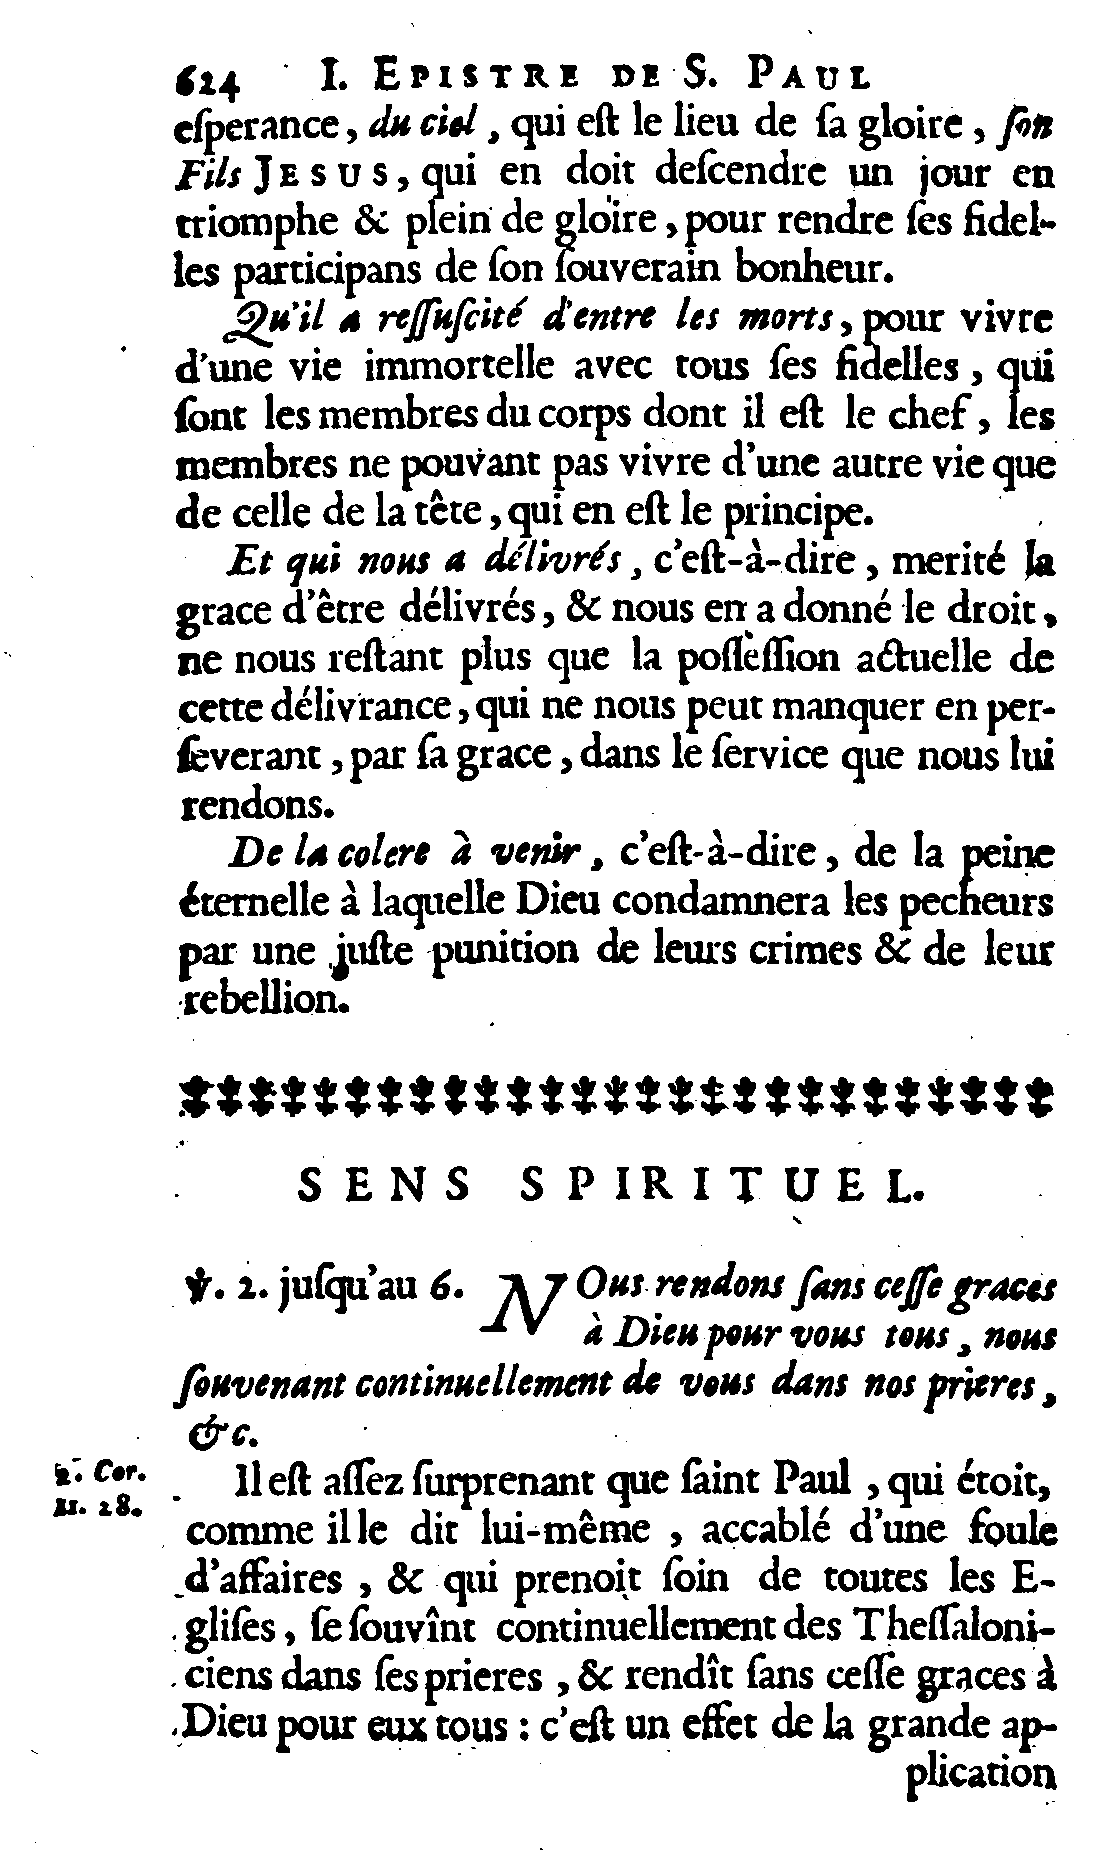 624 I. EPISTRE DE S. PAUL
eſperance, du ciel, qui eſt le lieu de ſa gloire, ſon
Fils JESUS, qui en doit deſcendre un jour en
triomphe & plein de gloire, pour rendre ſes fidel-
les participans de ſon ſouverain bonheur.
Qu'il a reſſuſcité d'entre les morts, pour vivre
d'une vie immortelle avec tous ſes fidelles, qui
ſont les membres du corps dont il eſt le chef, les
membres ne pouvant pas vivre d'une autre vie que
de celle de la tête, qui en eſt le principe.
Et qui nous a délivrés, c'eſt-à-dire, merité la
grace d'être délivrés, & nous en a donné le droit,
ne nous reſtant plus que la poſſeſſion actuelle de
cette délivrance, qui ne nous peut manquer en per-
ſeverant, par ſa grace, dans le ſervice que nous lui
rendons.
De la colere à venir, c'eſt-à-dire, de la peine
éternelle à laquelle Dieu condamnera les pecheurs
par une juſte punition de leurs crimes & de leur
rebellion.
SENS SPIRITUEL.
℣. 2. juſqu'au 6. NOus rendons ſans ceſſe graces
à Dieu pour vous tous, nous
ſouvenant continuellement de vous dans nos prieres,
&c.
2. Cor.
11. 28.
Il eſt aſſez ſurprenant que ſaint Paul, qui étoit,
comme il le dit lui-même, accablé d'une foule
d'affaires, & qui prenoit ſoin de toutes les E-
gliſes, ſe ſouvînt continuellement des Theſſaloni-
ciens dans ſes prieres, & rendît ſans ceſſe graces à
Dieu pour eux tous : c'eſt un effet de la grande ap-
plication